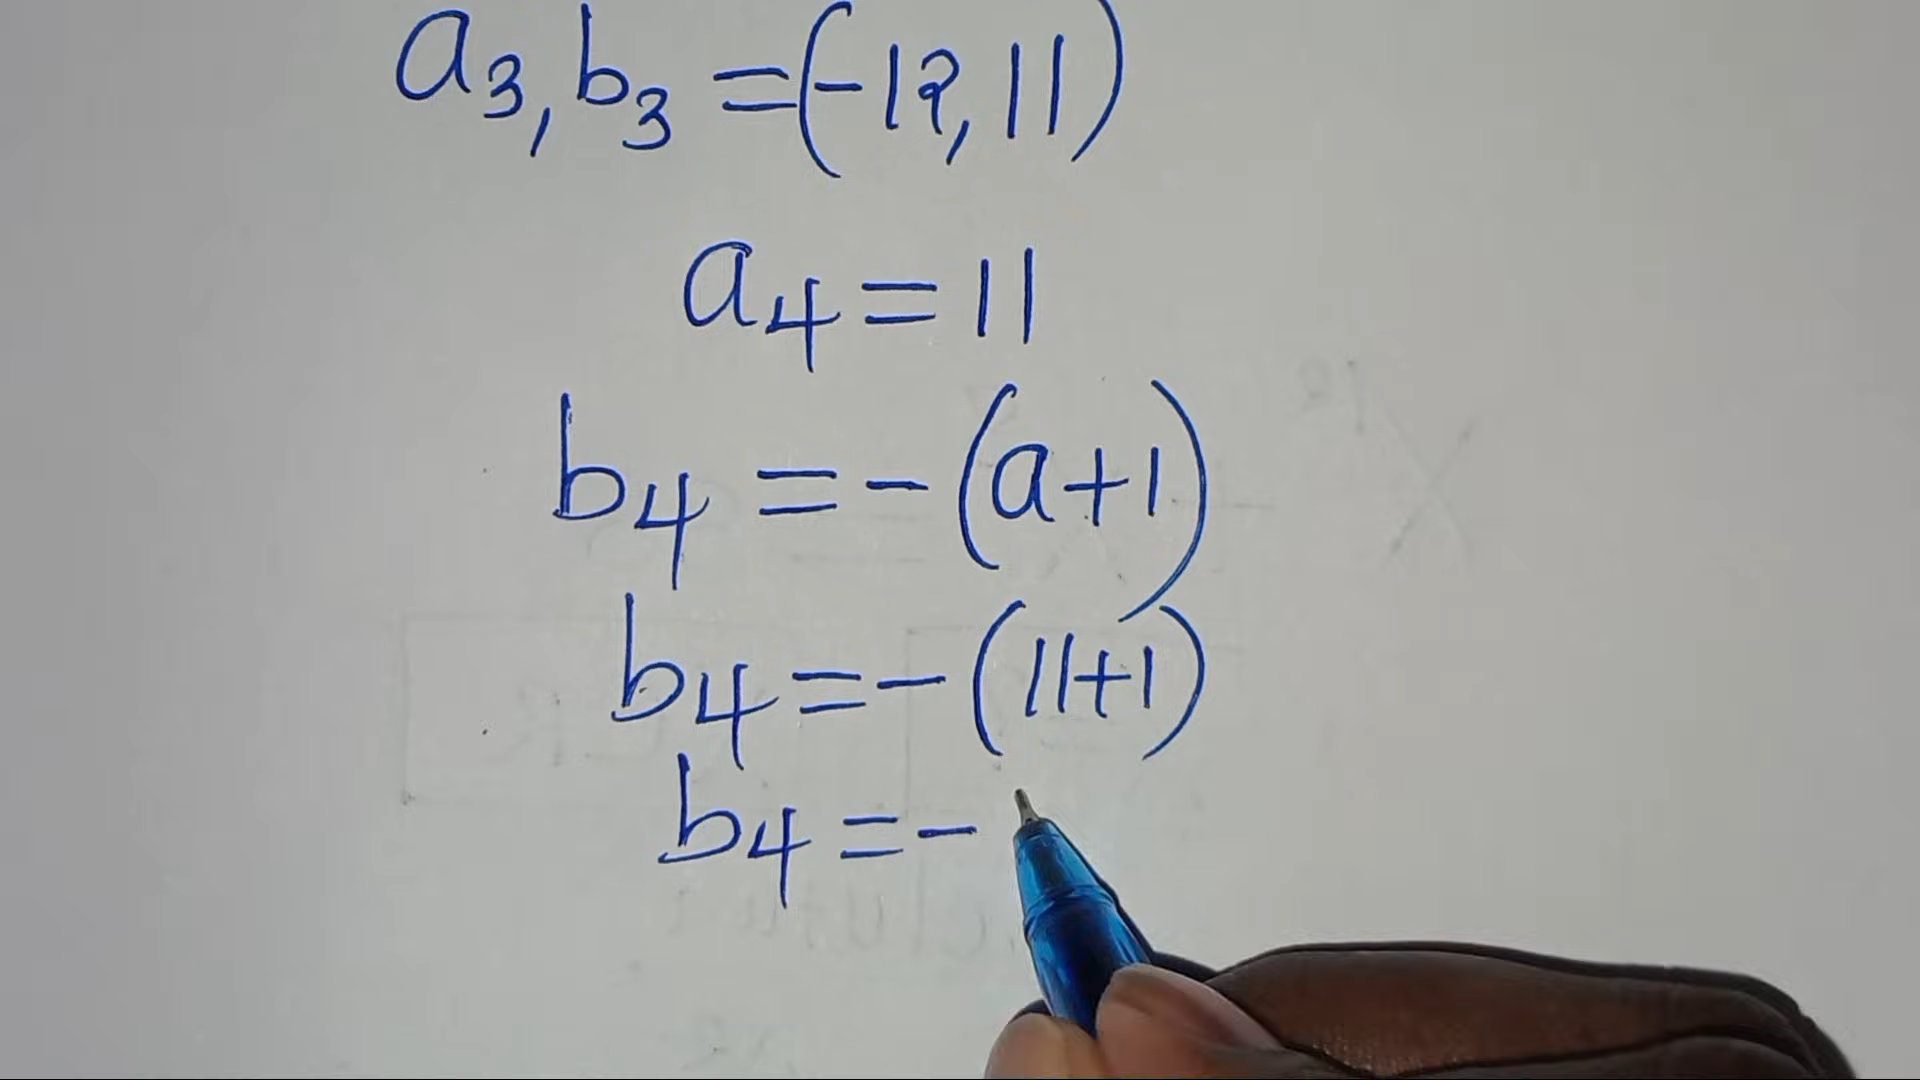 a₃, b₃ = (-12, 11)
a₄ = 11
b₄ = -(a+1)
b₄ = -(11+1)
b₄ = -